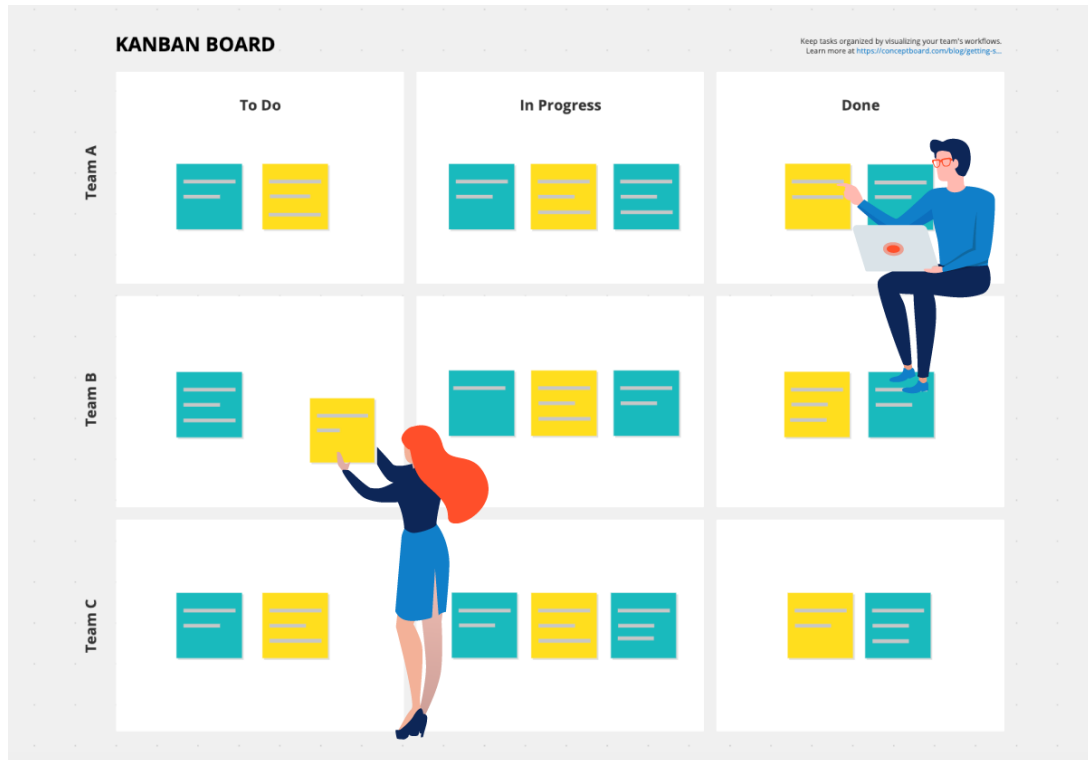 KANBAN BOARD
Keep tasks organized by visualizing your team's workflows.
Learn more at https://conceptboard.com/blog/getting-s...
To Do
In Progress
Done
Team A
Team B
Team C